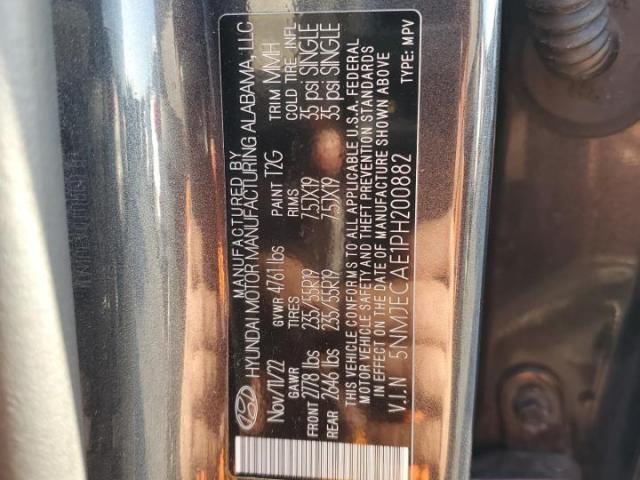 MANUFACTURED BY
HYUNDAI MOTOR MANUFACTURING ALABAMA, LLC
Nov/11/22 GVWR 4761 lbs PAINT T2G TRIM MMH
GAWR TIRES RIMS COLD TIRE INFL
FRONT 2778 lbs 235/55R19 7.5JX19 35 psi SINGLE
REAR 2646 lbs 235/55R19 7.5JX19 35 psi SINGLE
THIS VEHICLE CONFORMS TO ALL APPLICABLE U.S.A. FEDERAL
MOTOR VEHICLE SAFETY AND THEFT PREVENTION STANDARDS
IN EFFECT ON THE DATE OF MANUFACTURE SHOWN ABOVE
V.I.N 5NMJECAE1PH200882 TYPE: MPV